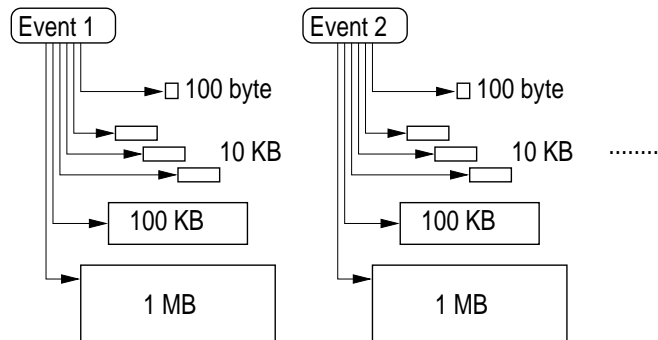 Event 1 Event 2
100 byte 100 byte
10 KB 10 KB ........
100 KB 100 KB
1 MB 1 MB